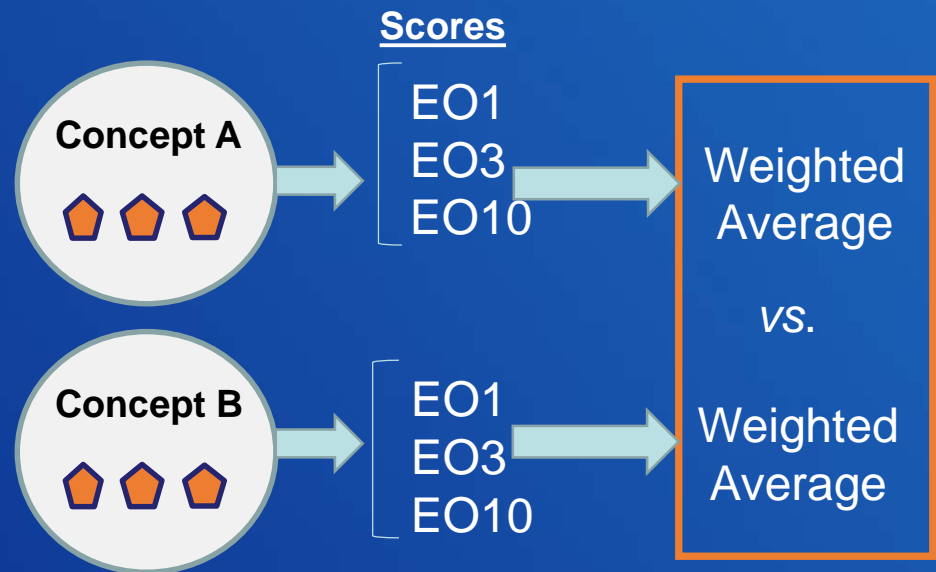 Scores
Concept A
EO1
EO3
EO10
Concept B
EO1
EO3
EO10
Weighted
Average
vs.
Weighted
Average